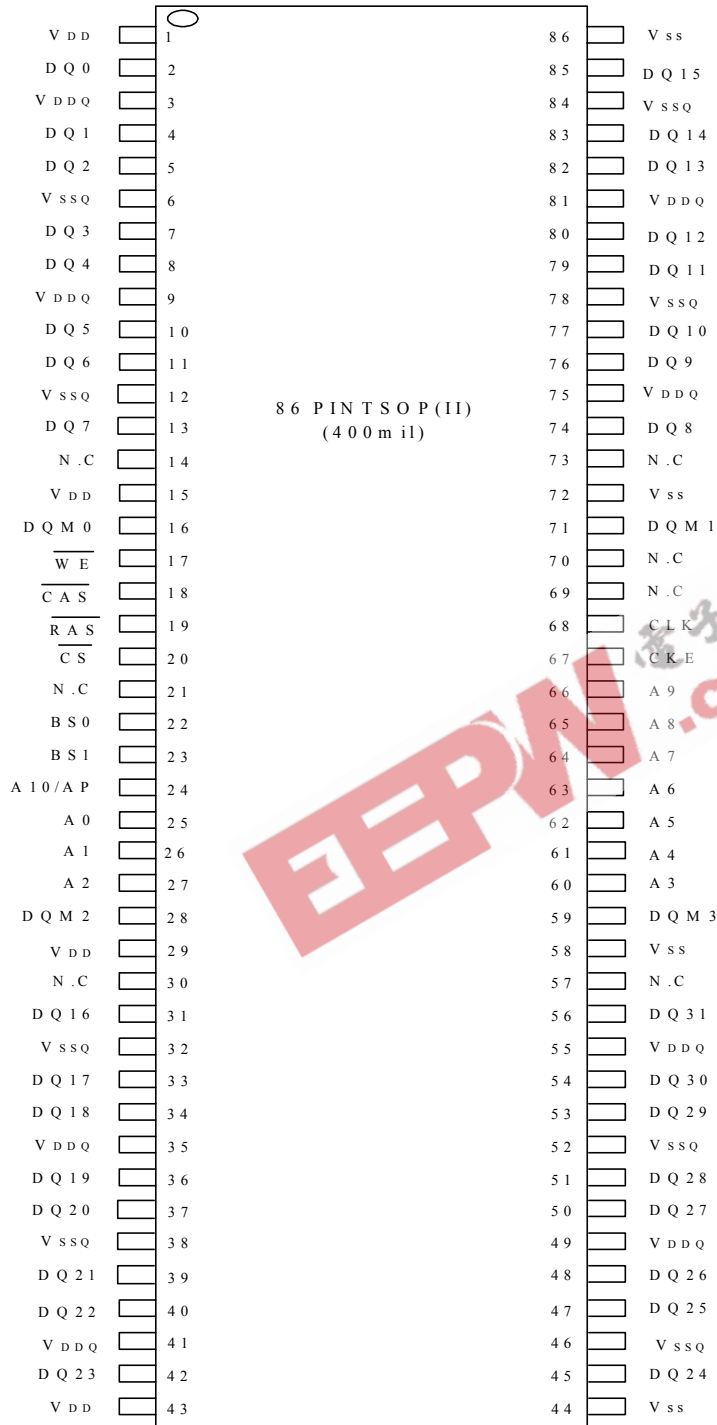 VDD 1 86 Vss
DQ0 2 85 DQ15
VDDQ 3 84 VSSQ
DQ1 4 83 DQ14
DQ2 5 82 DQ13
VSSQ 6 81 VDDQ
DQ3 7 80 DQ12
DQ4 8 79 DQ11
VDDQ 9 78 VSSQ
DQ5 10 77 DQ10
DQ6 11 76 DQ9
VSSQ 12 75 VDDQ
86 PIN TSOP(II)
(400mil)
DQ7 13 74 DQ8
N.C 14 73 N.C
VDD 15 72 Vss
DQM0 16 71 DQM1
WE 17 70 N.C
CAS 18 69 N.C
RAS 19 68 CLK
CS 20 67 CKE
N.C 21 66 A9
BS0 22 65 A8
BS1 23 64 A7
A10/AP 24 63 A6
A0 25 62 A5
A1 26 61 A4
A2 27 60 A3
DQM2 28 59 DQM3
VDD 29 58 Vss
N.C 30 57 N.C
DQ16 31 56 DQ31
VSSQ 32 55 VDDQ
DQ17 33 54 DQ30
DQ18 34 53 DQ29
VDDQ 35 52 VSSQ
DQ19 36 51 DQ28
DQ20 37 50 DQ27
VSSQ 38 49 VDDQ
DQ21 39 48 DQ26
DQ22 40 47 DQ25
VDDQ 41 46 VSSQ
DQ23 42 45 DQ24
VDD 43 44 Vss
EEPW
電子